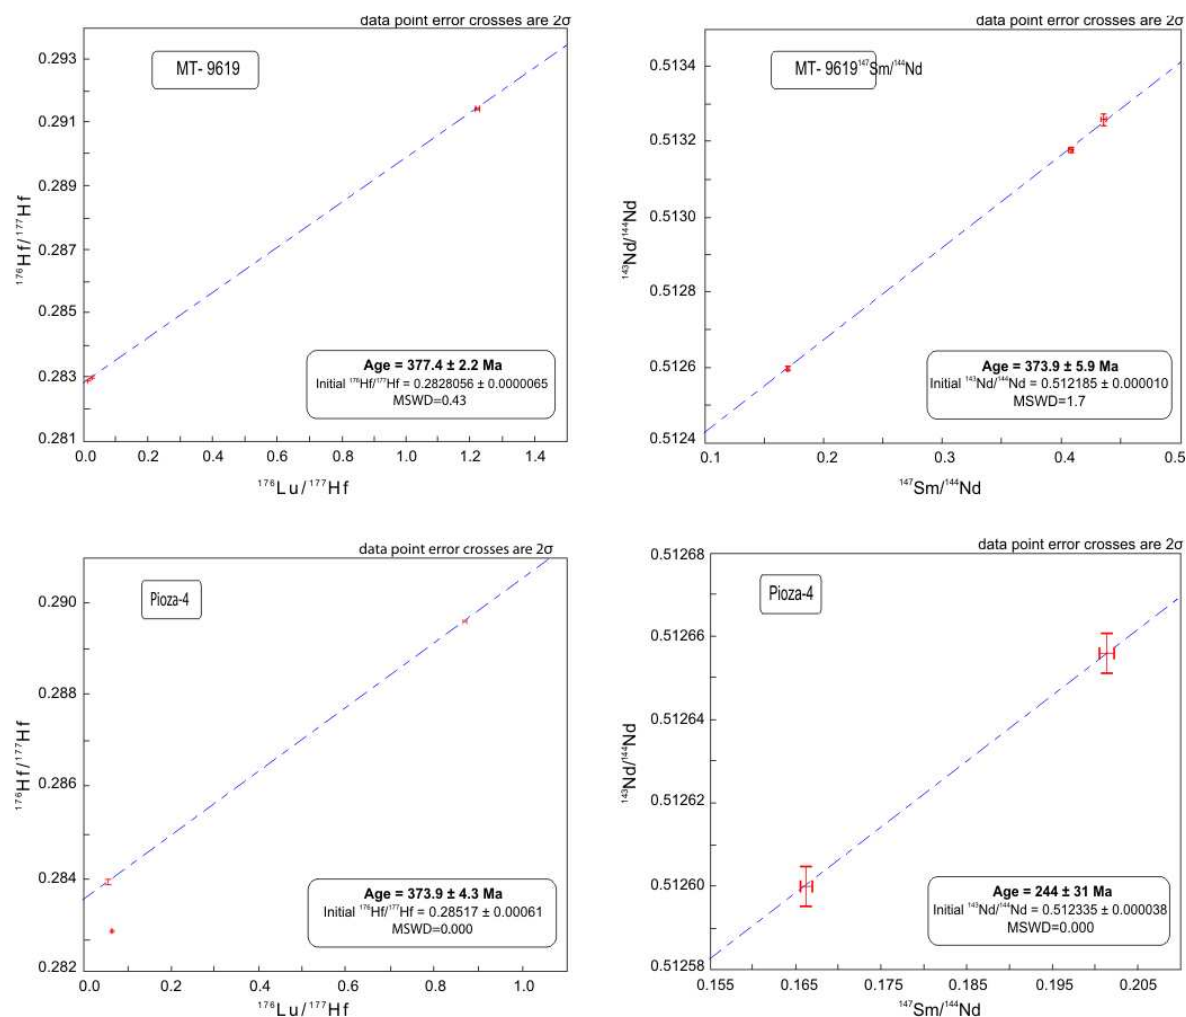 data point error crosses are 2σ
MT- 9619
0.293
0.291
0.289
0.287
0.285
0.283
0.281
¹⁷⁶Hf/¹⁷⁷Hf
Age = 377.4 ± 2.2 Ma
Initial ¹⁷⁶Hf/¹⁷⁷Hf = 0.2828056 ± 0.0000065
MSWD=0.43
0.0 0.2 0.4 0.6 0.8 1.0 1.2 1.4
¹⁷⁶Lu/¹⁷⁷Hf
data point error crosses are 2σ
MT- 9619¹⁴⁷Sm/¹⁴⁴Nd
0.5134
0.5132
0.5130
0.5128
0.5126
0.5124
¹⁴³Nd/¹⁴⁴Nd
Age = 373.9 ± 5.9 Ma
Initial ¹⁴³Nd/¹⁴⁴Nd = 0.512185 ± 0.000010
MSWD=1.7
0.1 0.2 0.3 0.4 0.5
¹⁴⁷Sm/¹⁴⁴Nd
data point error crosses are 2σ
Pioza-4
0.290
0.288
0.286
0.284
0.282
¹⁷⁶Hf/¹⁷⁷Hf
Age = 373.9 ± 4.3 Ma
Initial ¹⁷⁶Hf/¹⁷⁷Hf = 0.28517 ± 0.00061
MSWD=0.000
0.0 0.2 0.4 0.6 0.8 1.0
¹⁷⁶Lu/¹⁷⁷Hf
data point error crosses are 2σ
Pioza-4
0.51268
0.51266
0.51264
0.51262
0.51260
0.51258
¹⁴³Nd/¹⁴⁴Nd
Age = 244 ± 31 Ma
Initial ¹⁴³Nd/¹⁴⁴Nd = 0.512335 ± 0.000038
MSWD=0.000
0.155 0.165 0.175 0.185 0.195 0.205
¹⁴⁷Sm/¹⁴⁴Nd